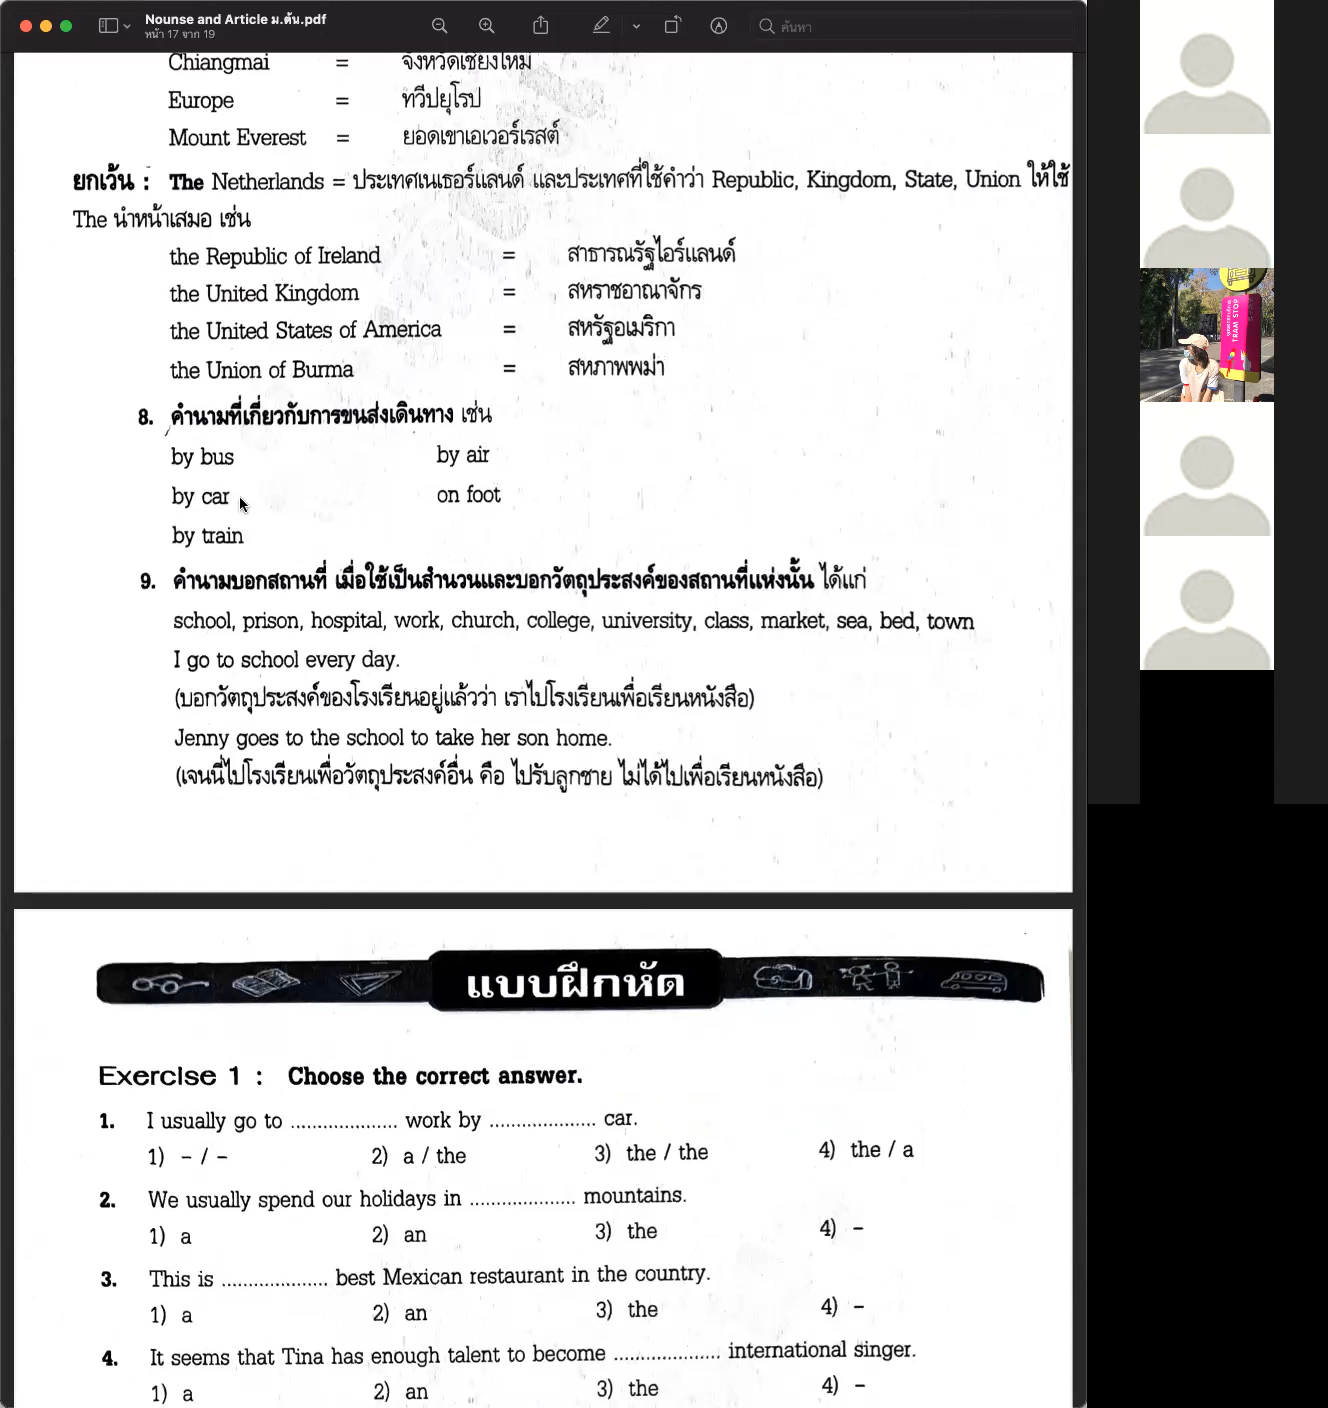 Nounse and Article ม.ต้น.pdf
หน้า 17 จาก 19
ค้นหา
Chiangmai = จังหวัดเชียงใหม่
Europe = ทวีปยุโรป
Mount Everest = ยอดเขาเอเวอร์เรสต์
ยกเว้น : The Netherlands = ประเทศเนเธอร์แลนด์ และประเทศที่ใช้คำว่า Republic, Kingdom, State, Union ให้ใช้
The นำหน้าเสมอ เช่น
the Republic of Ireland = สาธารณรัฐไอร์แลนด์
the United Kingdom = สหราชอาณาจักร
the United States of America = สหรัฐอเมริกา
the Union of Burma = สหภาพพม่า
8. คำนามที่เกี่ยวกับการขนส่งเดินทาง เช่น
by bus by air
by car on foot
by train
9. คำนามบอกสถานที่ เมื่อใช้เป็นสำนวนและบอกวัตถุประสงค์ของสถานที่แห่งนั้น ได้แก่
school, prison, hospital, work, church, college, university, class, market, sea, bed, town
I go to school every day.
(บอกวัตถุประสงค์ของโรงเรียนอยู่แล้วว่า เราไปโรงเรียนเพื่อเรียนหนังสือ)
Jenny goes to the school to take her son home.
(เจนนี่ไปโรงเรียนเพื่อวัตถุประสงค์อื่น คือ ไปรับลูกชาย ไม่ได้ไปเพื่อเรียนหนังสือ)
แบบฝึกหัด
Exercise 1 : Choose the correct answer.
1. I usually go to .................... work by .................... car.
1) – / – 2) a / the 3) the / the 4) the / a
2. We usually spend our holidays in .................... mountains.
1) a 2) an 3) the 4) –
3. This is .................... best Mexican restaurant in the country.
1) a 2) an 3) the 4) –
4. It seems that Tina has enough talent to become .................... international singer.
1) a 2) an 3) the 4) –
TRAM STOP